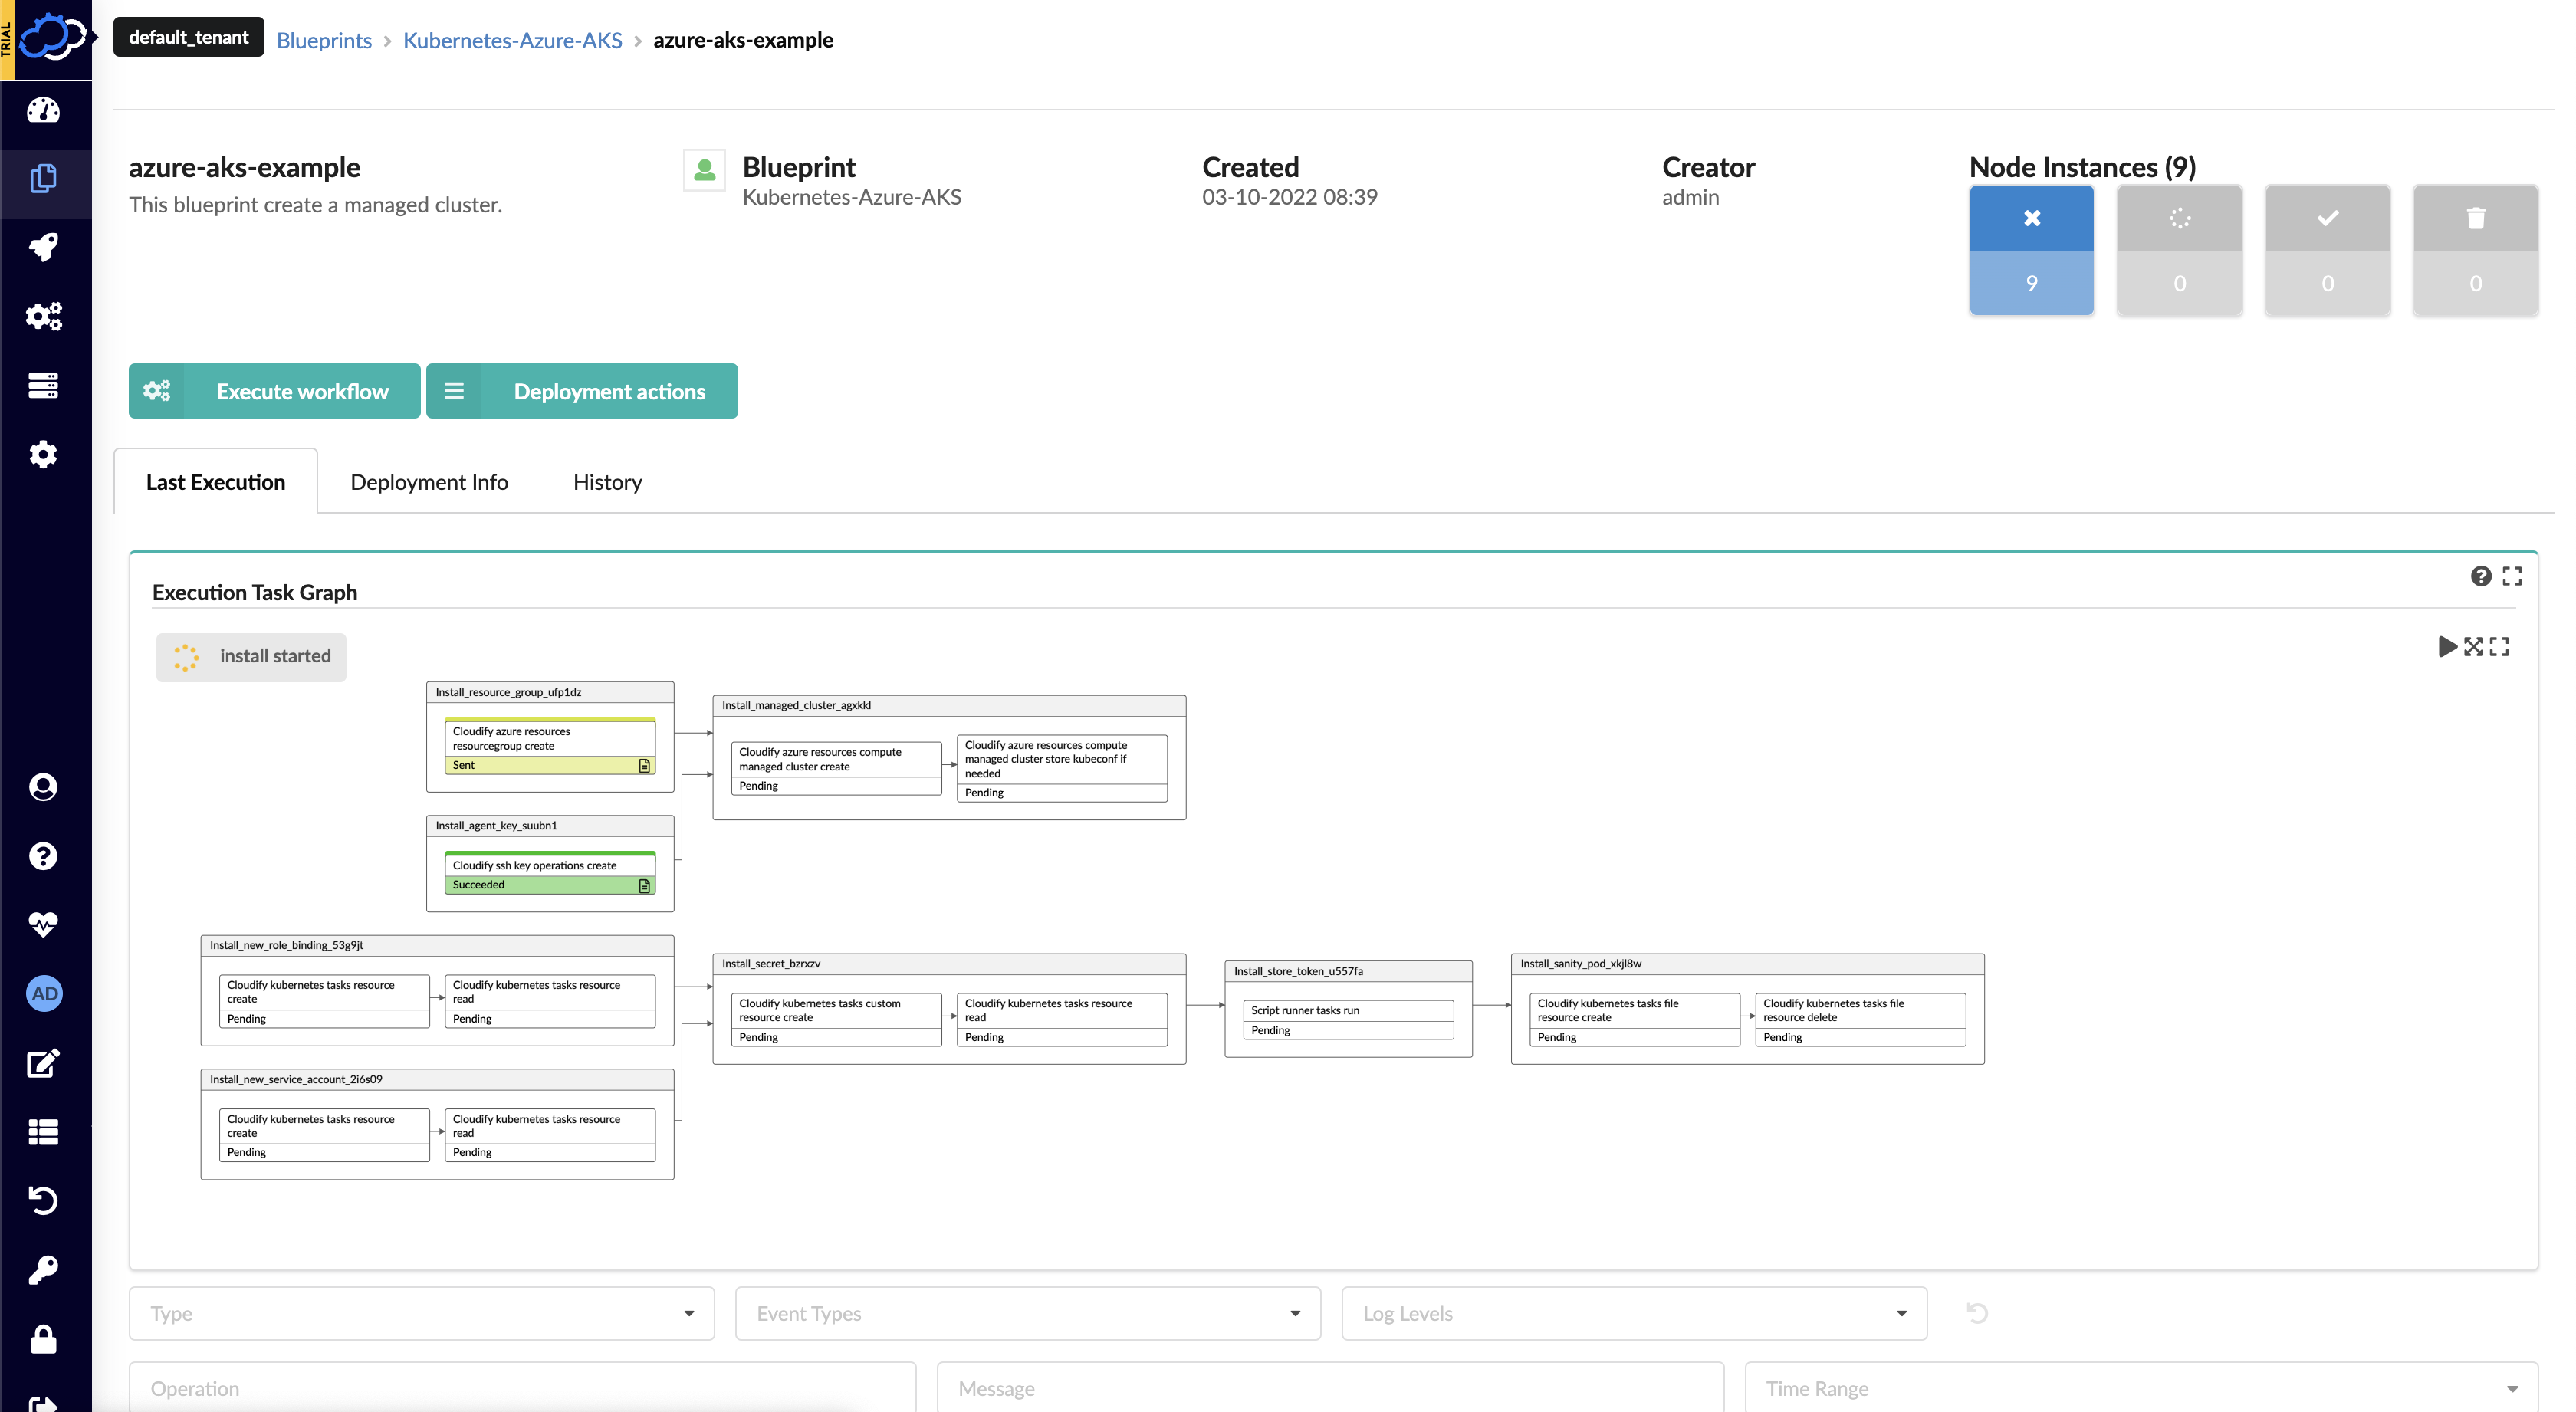 TRIAL
default_tenant Blueprints > Kubernetes-Azure-AKS > azure-aks-example
azure-aks-example
This blueprint create a managed cluster.
Blueprint
Kubernetes-Azure-AKS
Created
03-10-2022 08:39
Creator
admin
Node Instances (9)
9 0 0 0
Execute workflow
Deployment actions
Last Execution
Deployment Info
History
Execution Task Graph
install started
Install_resource_group_ufp1dz
Cloudify azure resources
resourcegroup create
Sent
Install_managed_cluster_agxkkl
Cloudify azure resources compute
managed cluster create
Pending
Cloudify azure resources compute
managed cluster store kubeconf if
needed
Pending
Install_agent_key_suubn1
Cloudify ssh key operations create
Succeeded
Install_new_role_binding_53g9jt
Cloudify kubernetes tasks resource
create
Pending
Cloudify kubernetes tasks resource
read
Pending
Install_secret_bzrxzv
Cloudify kubernetes tasks custom
resource create
Pending
Cloudify kubernetes tasks resource
read
Pending
Install_store_token_u557fa
Script runner tasks run
Pending
Install_sanity_pod_xkjl8w
Cloudify kubernetes tasks file
resource create
Pending
Cloudify kubernetes tasks file
resource delete
Pending
Install_new_service_account_2i6s09
Cloudify kubernetes tasks resource
create
Pending
Cloudify kubernetes tasks resource
read
Pending
AD
Type
Event Types
Log Levels
Operation
Message
Time Range